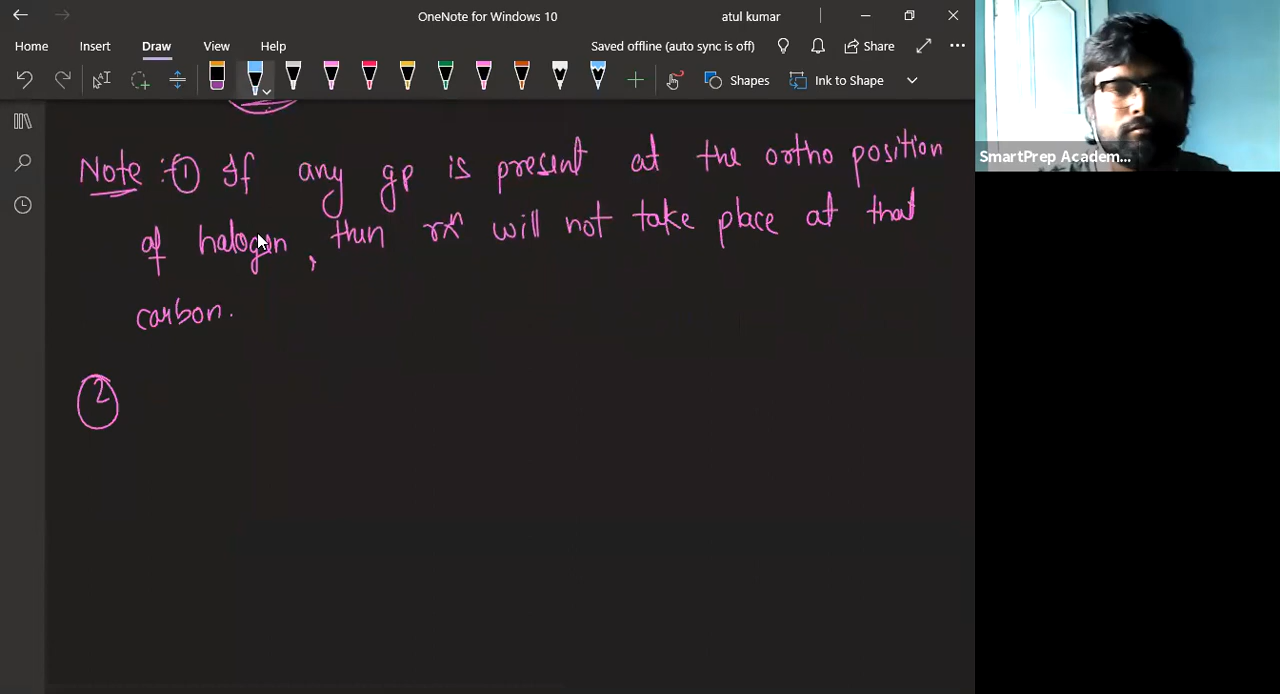 OneNote for Windows 10
atul kumar
Home Insert Draw View Help
Saved offline (auto sync is off)
Share
Shapes
Ink to Shape
SmartPrep Academ...
Note :- ① If any gp is present at the ortho position
of halogen, then rxⁿ will not take place at that
carbon.
②